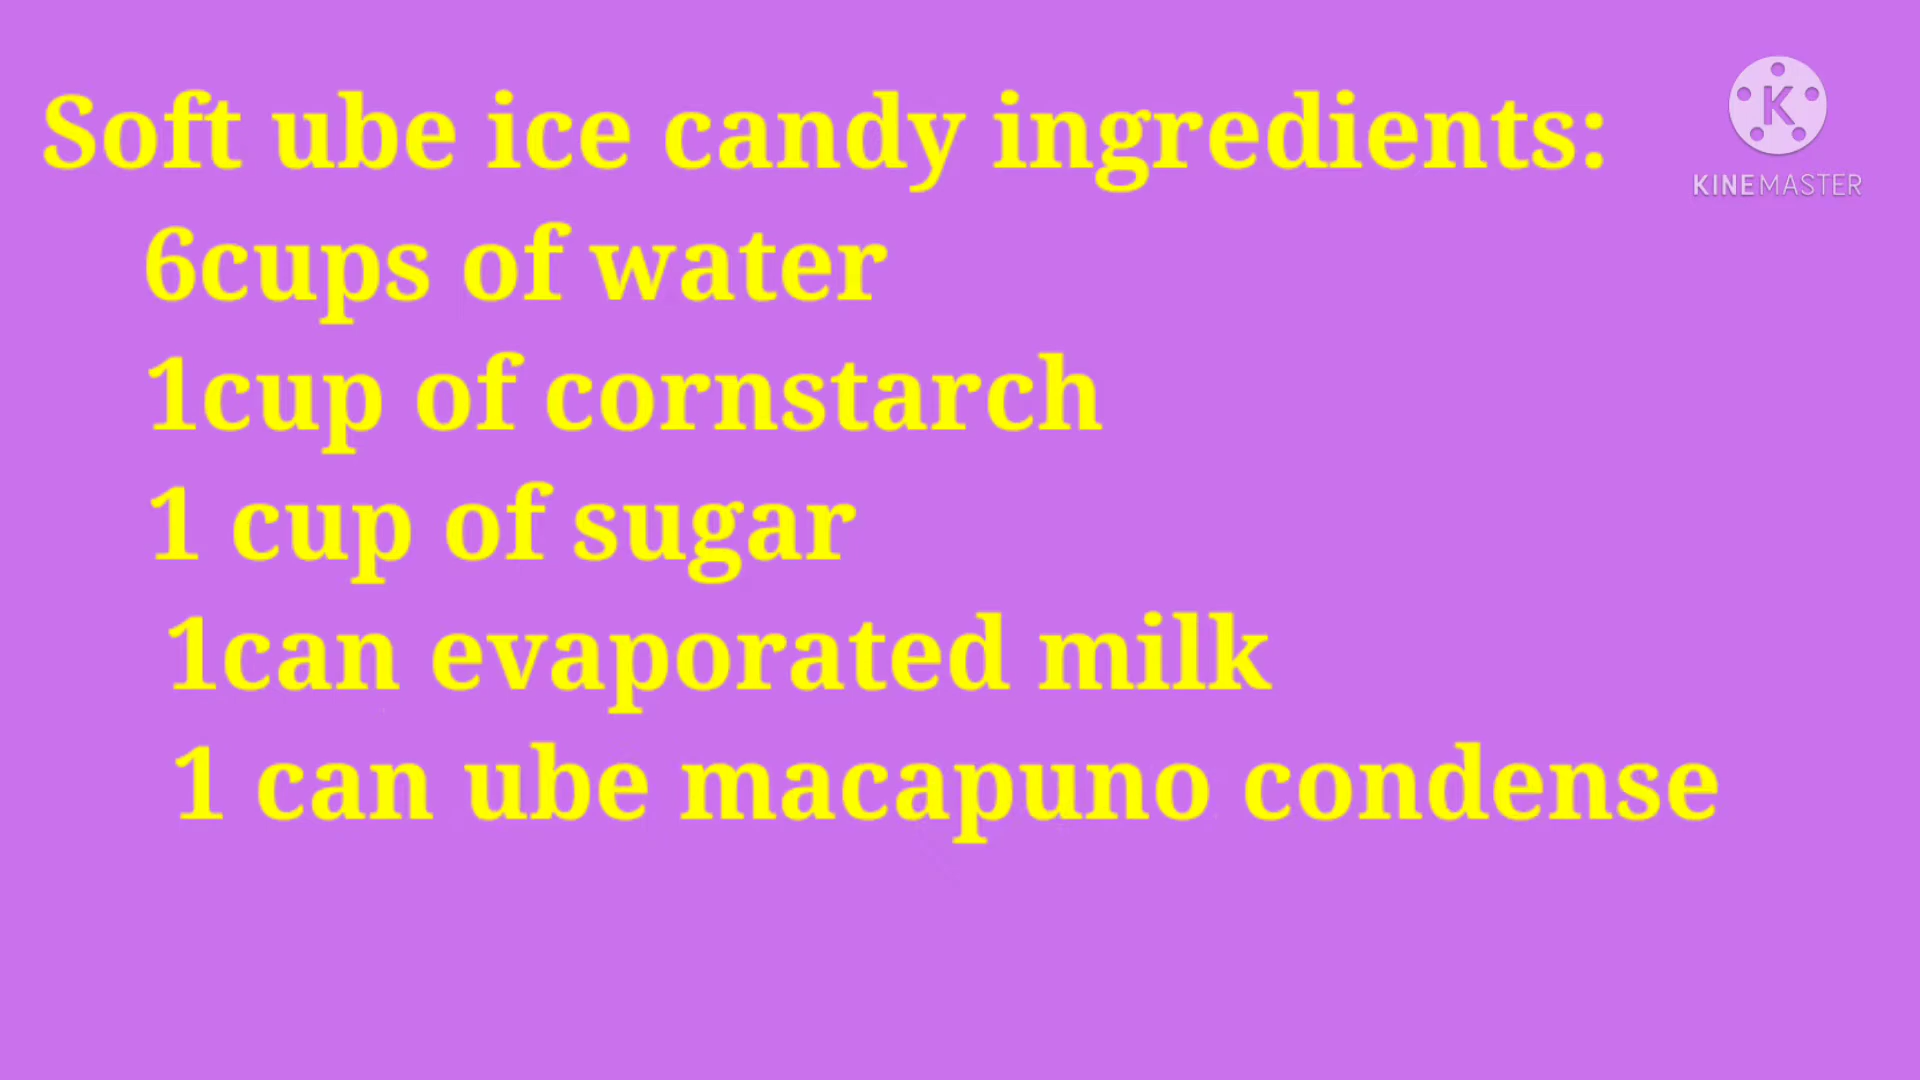 Soft ube ice candy ingredients:
6cups of water
1cup of cornstarch
1 cup of sugar
1can evaporated milk
1 can ube macapuno condense
K
KINEMASTER